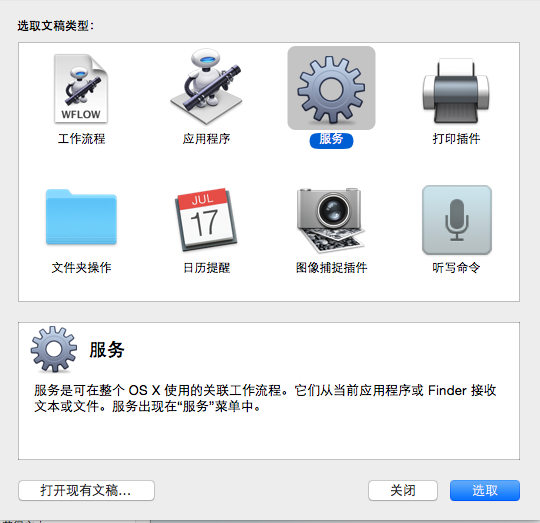 选取文稿类型：
WFLOW
工作流程
应用程序
服务
打印插件
JUL
17
文件夹操作
日历提醒
图像捕捉插件
听写命令
服务
服务是可在整个 OS X 使用的关联工作流程。它们从当前应用程序或 Finder 接收
文本或文件。服务出现在“服务”菜单中。
打开现有文稿...
关闭
选取